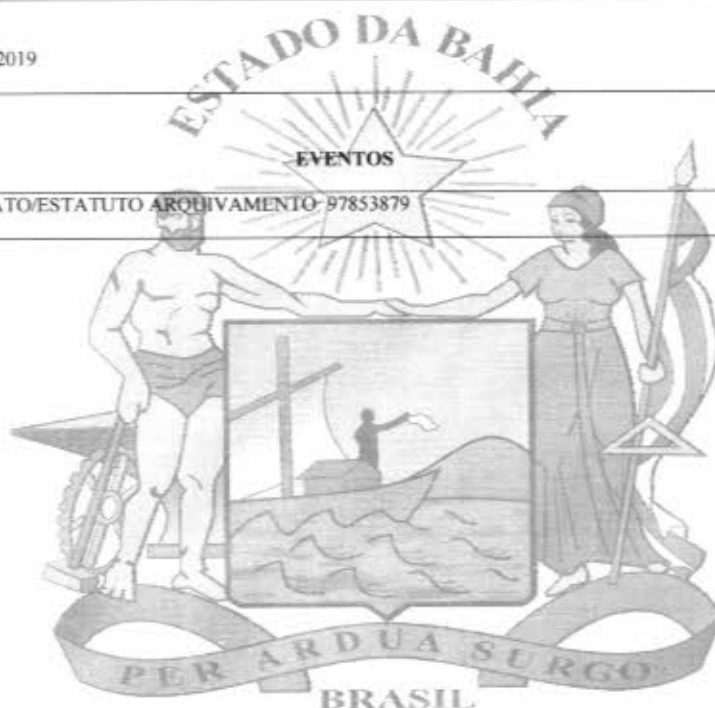 2019
ESTADO DA BAHIA
EVENTOS
ATO/ESTATUTO ARQUIVAMENTO: 97853879
PER ARDUA SURGO
BRASIL